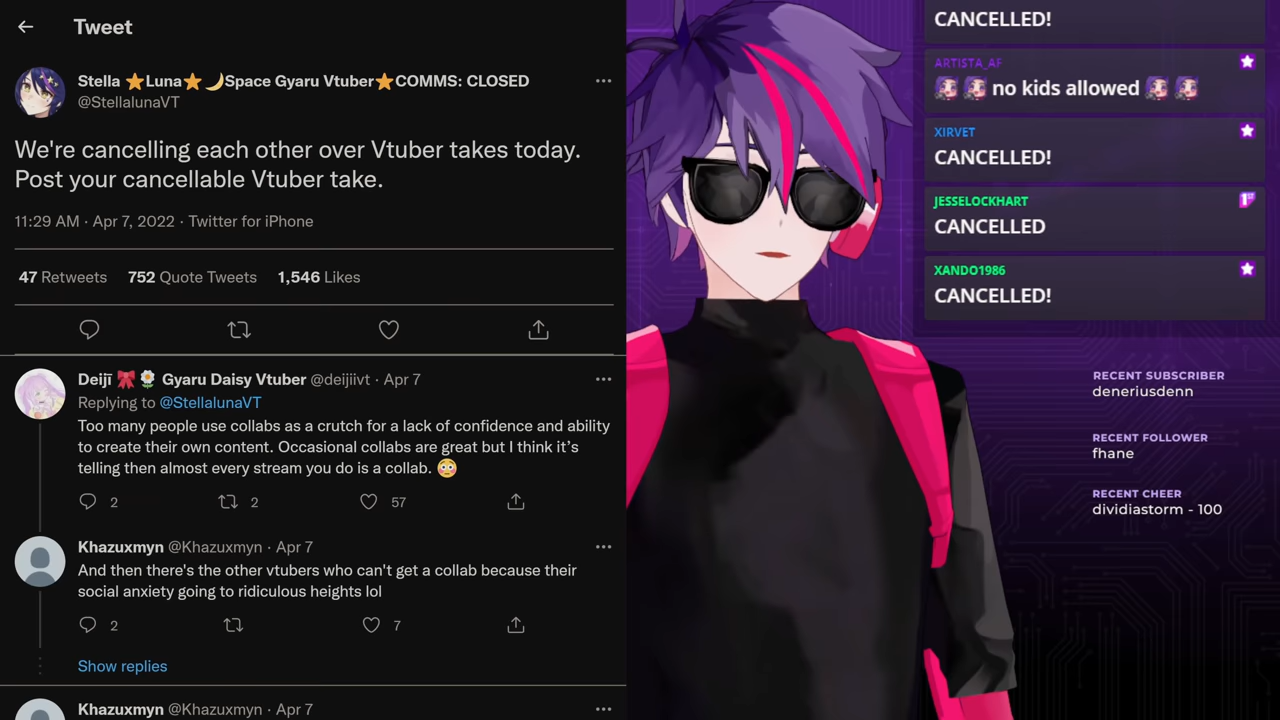 Tweet
Stella ⭐Luna⭐ 🌙Space Gyaru Vtuber⭐COMMS: CLOSED
@StellalunaVT
We're cancelling each other over Vtuber takes today.
Post your cancellable Vtuber take.
11:29 AM · Apr 7, 2022 · Twitter for iPhone
47 Retweets 752 Quote Tweets 1,546 Likes
Deijī 🎀 🌼 Gyaru Daisy Vtuber @deijiivt · Apr 7
Replying to @StellalunaVT
Too many people use collabs as a crutch for a lack of confidence and ability
to create their own content. Occasional collabs are great but I think it's
telling then almost every stream you do is a collab. 😳
2 2 57
Khazuxmyn @Khazuxmyn · Apr 7
And then there's the other vtubers who can't get a collab because their
social anxiety going to ridiculous heights lol
2 7
Show replies
Khazuxmyn @Khazuxmyn · Apr 7
CANCELLED!
ARTISTA_AF
no kids allowed
XIRVET
CANCELLED!
JESSELOCKHART
1st
CANCELLED
XANDO1986
CANCELLED!
RECENT SUBSCRIBER
deneriusdenn
RECENT FOLLOWER
fhane
RECENT CHEER
dividiastorm - 100